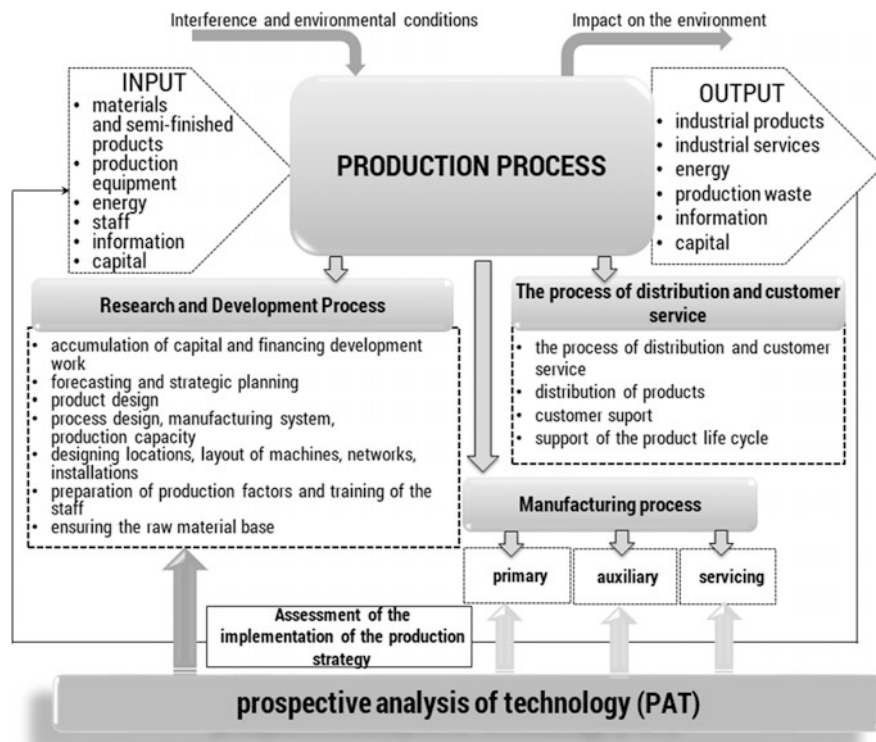 Interference and environmental conditions
Impact on the environment
INPUT
• materials
and semi-finished
products
• production
equipment
• energy
• staff
• information
• capital
PRODUCTION PROCESS
OUTPUT
• industrial products
• industrial services
• energy
• production waste
• information
• capital
Research and Development Process
• accumulation of capital and financing development
work
• forecasting and strategic planning
• product design
• process design, manufacturing system,
production capacity
• designing locations, layout of machines, networks,
installations
• preparation of production factors and training of the
staff
• ensuring the raw material base
The process of distribution and customer
service
• the process of distribution and customer
service
• distribution of products
• customer suport
• support of the product life cycle
Manufacturing process
primary
auxiliary
servicing
Assessment of the
implementation of the production
strategy
prospective analysis of technology (PAT)